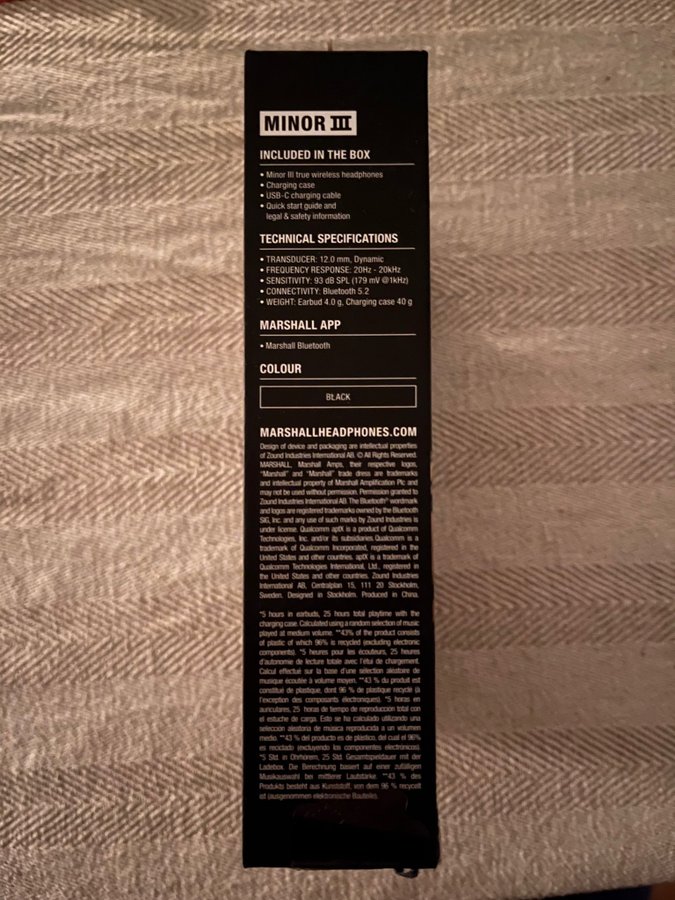 MINOR III
INCLUDED IN THE BOX
• Minor III true wireless headphones
• Charging case
• USB-C charging cable
• Quick start guide and
legal & safety information
TECHNICAL SPECIFICATIONS
• TRANSDUCER: 12.0 mm, Dynamic
• FREQUENCY RESPONSE: 20Hz - 20kHz
• SENSITIVITY: 93 dB SPL (179 mV @1kHz)
• CONNECTIVITY: Bluetooth 5.2
• WEIGHT: Earbud 4.0 g, Charging case 40 g
MARSHALL APP
• Marshall Bluetooth
COLOUR
BLACK
MARSHALLHEADPHONES.COM
Design of device and packaging are intellectual properties
of Zound Industries International AB. © All Rights Reserved.
MARSHALL, Marshall Amps, their respective logos,
"Marshall" and "Marshall" trade dress are trademarks
and intellectual property of Marshall Amplification Plc and
may not be used without permission. Permission granted to
Zound Industries International AB. The Bluetooth® wordmark
and logos are registered trademarks owned by the Bluetooth
SIG, Inc. and any use of such marks by Zound Industries is
under license. Qualcomm aptX is a product of Qualcomm
Technologies, Inc. and/or its subsidiaries. Qualcomm is a
trademark of Qualcomm Incorporated, registered in the
United States and other countries. aptX is a trademark of
Qualcomm Technologies International, Ltd., registered in
the United States and other countries. Zound Industries
International AB, Centralplan 15, 111 20 Stockholm,
Sweden. Designed in Stockholm. Produced in China.
*5 hours in earbuds, 25 hours total playtime with the
charging case. Calculated using a random selection of music
played at medium volume. **43% of the product consists
of plastic of which 96% is recycled (excluding electronic
components). *5 heures pour les écouteurs, 25 heures
d'autonomie de lecture totale avec l'étui de chargement.
Calcul effectué sur la base d'une sélection aléatoire de
musique écoutée à volume moyen. **43 % du produit est
constitué de plastique, dont 96 % de plastique recyclé (à
l'exception des composants électroniques). *5 horas en
auriculares, 25 horas de tiempo de reproducción total con
el estuche de carga. Esto se ha calculado utilizando una
selección aleatoria de música reproducida a un volumen
medio. **43 % del producto es de plástico, del cual el 96%
es reciclado (excluyendo los componentes electrónicos).
*5 Std. in Ohrhörern, 25 Std. Gesamtspieldauer mit der
Ladebox. Die Berechnung basiert auf einer zufälligen
Musikauswahl bei mittlerer Lautstärke. **43 % des
Produkts besteht aus Kunststoff, von dem 96 % recycelt
ist (ausgenommen elektronische Bauteile).